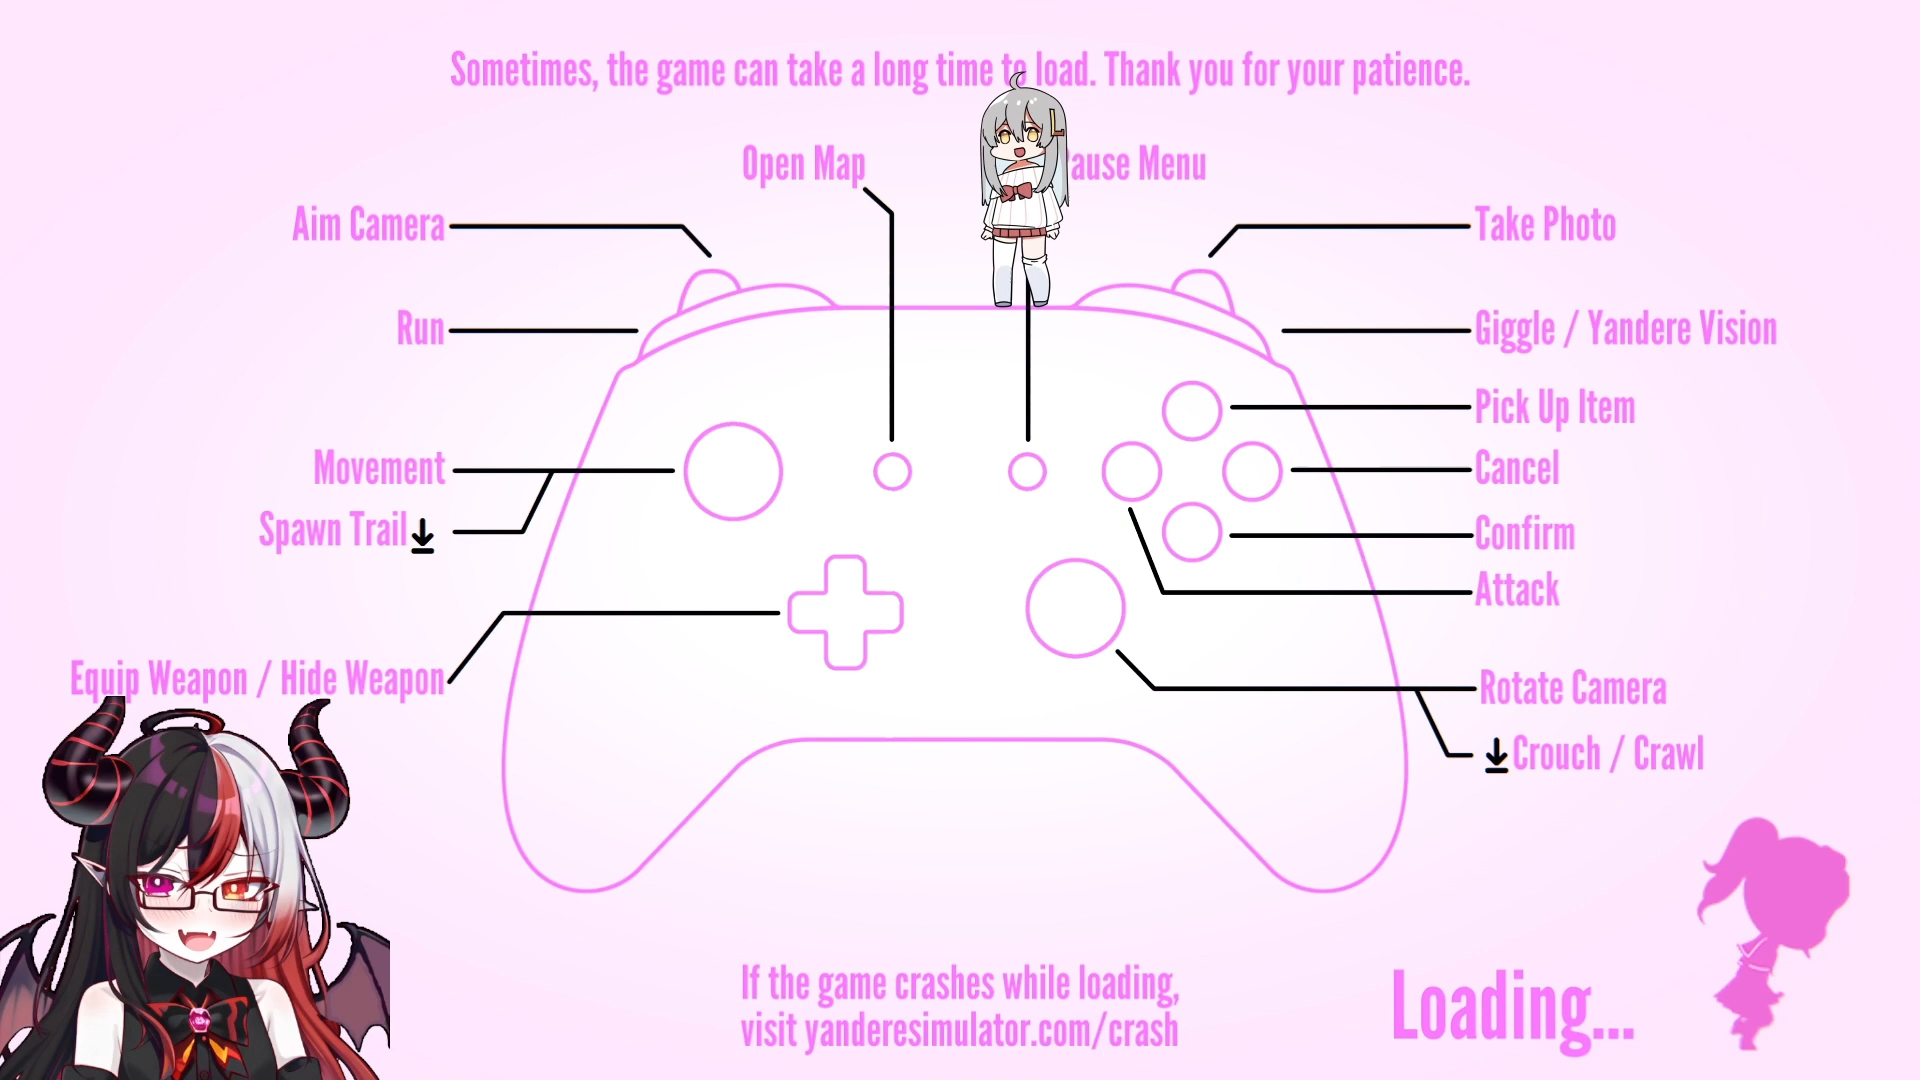 Sometimes, the game can take a long time to load. Thank you for your patience.
Open Map
ause Menu
Aim Camera
Take Photo
Run
Giggle / Yandere Vision
Pick Up Item
Movement
Cancel
Spawn Trail
Confirm
Attack
Equip Weapon / Hide Weapon
Rotate Camera
Crouch / Crawl
If the game crashes while loading,
visit yanderesimulator.com/crash
Loading...